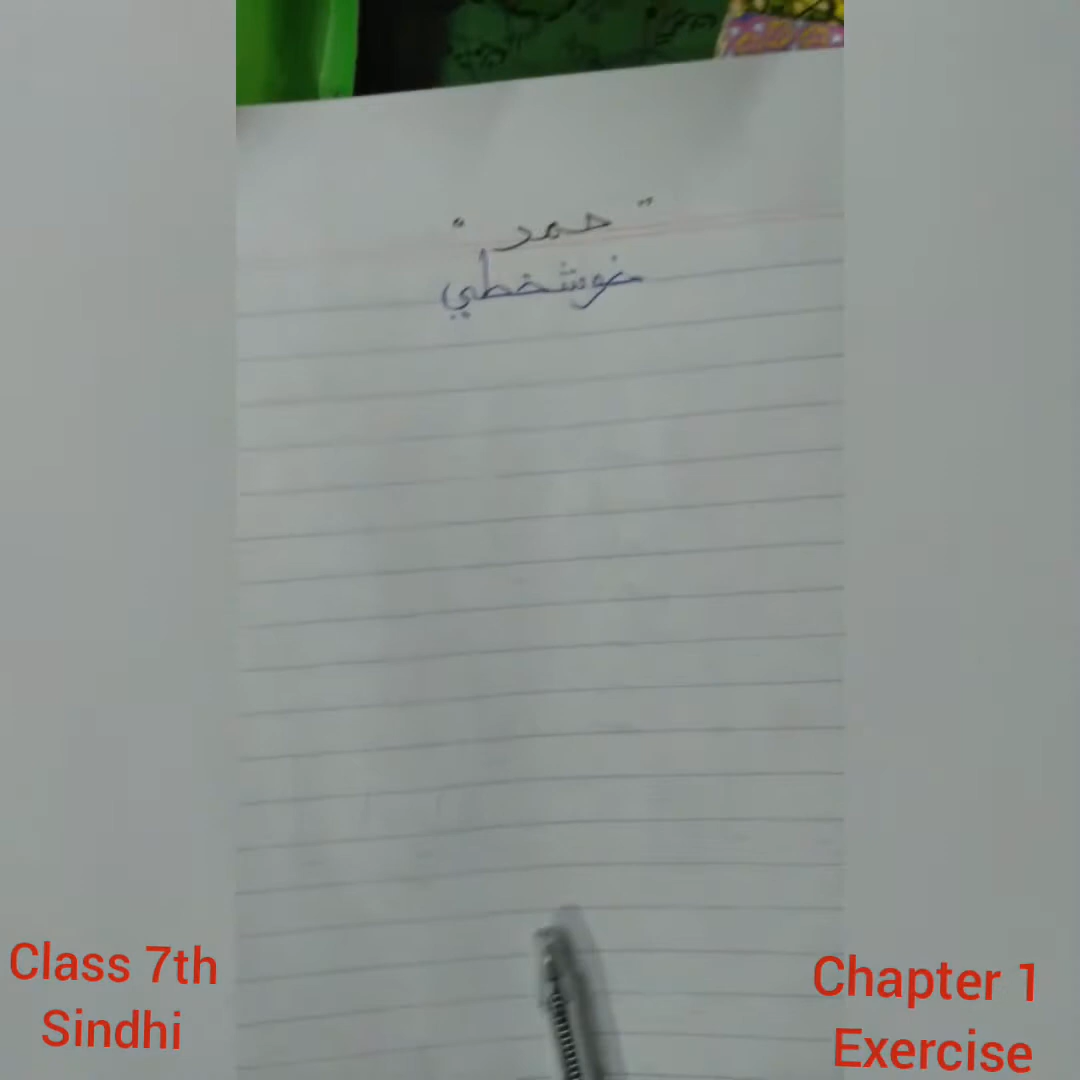 " حمد "
خوشخطي
Class 7th
Sindhi
Chapter 1
Exercise